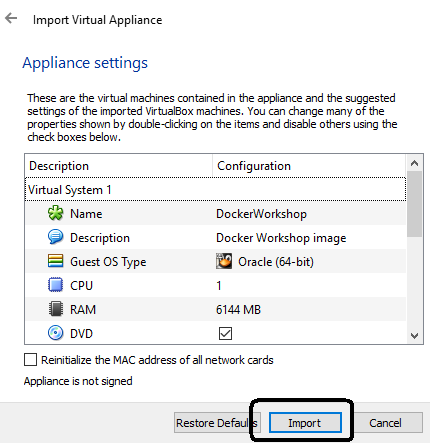 Import Virtual Appliance
Appliance settings
These are the virtual machines contained in the appliance and the suggested
settings of the imported VirtualBox machines. You can change many of the
properties shown by double-clicking on the items and disable others using the
check boxes below.
Description Configuration
Virtual System 1
Name DockerWorkshop
Description Docker Workshop image
Guest OS Type Oracle (64-bit)
CPU 1
RAM 6144 MB
DVD
Reinitialize the MAC address of all network cards
Appliance is not signed
Restore Defaults Import Cancel